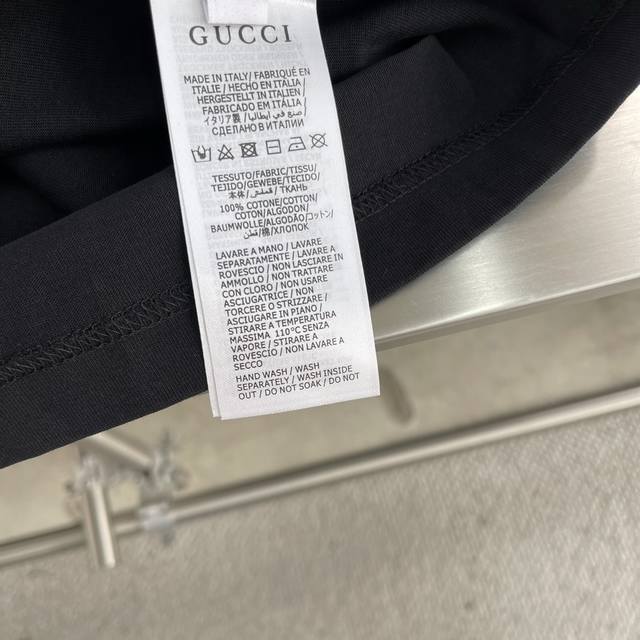 GUCCI
MADE IN ITALY/FABRIQUÉ EN
ITALIE / HECHO EN ITALIA/
HERGESTELLT IN ITALIEN/
FABRICADO EM ITÁLIA/
イタリア製/صنع في ايطاليا/
СДЕЛАНО В ИТАЛИИ
TESSUTO/FABRIC/TISSU/
TEJIDO/GEWEBE/TECIDO/
本体/قماش/ТКАНЬ
100% COTONE/COTTON/
COTON/ALGODÓN/
BAUMWOLLE/ALGODÃO/コットン/
قطن/棉/ХЛОПОК
LAVARE A MANO / LAVARE
SEPARATAMENTE / LAVARE A
ROVESCIO / NON LASCIARE IN
AMMOLLO / NON TRATTARE
CON CLORO / NON USARE
ASCIUGATRICE / NON
TORCERE O STRIZZARE /
ASCIUGARE IN PIANO /
STIRARE A TEMPERATURA
MASSIMA 110°C SENZA
VAPORE / STIRARE A
ROVESCIO / NON LAVARE A
SECCO
HAND WASH / WASH
SEPARATELY / WASH INSIDE
OUT / DO NOT SOAK / DO NOT